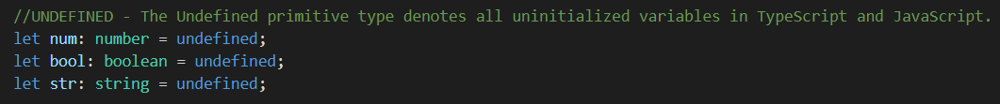 //UNDEFINED - The Undefined primitive type denotes all uninitialized variables in TypeScript and JavaScript.
let num: number = undefined;
let bool: boolean = undefined;
let str: string = undefined;